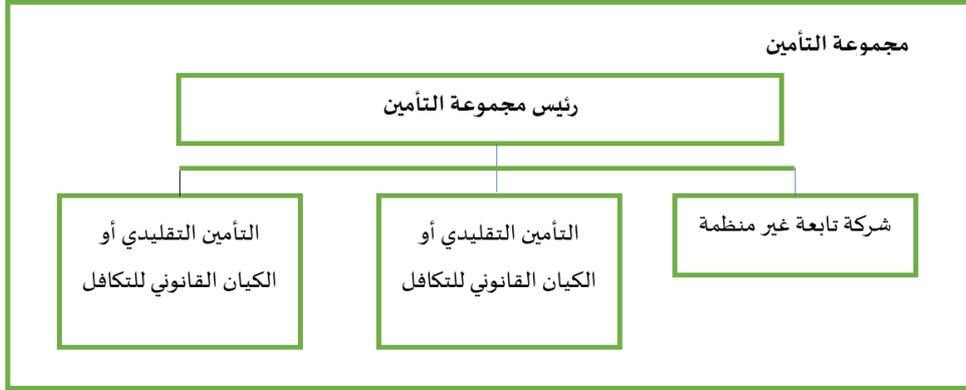 مجموعة التأمين
رئيس مجموعة التأمين
شركة تابعة غير منظمة
التأمين التقليدي أو
الكيان القانوني للتكافل
التأمين التقليدي أو
الكيان القانوني للتكافل